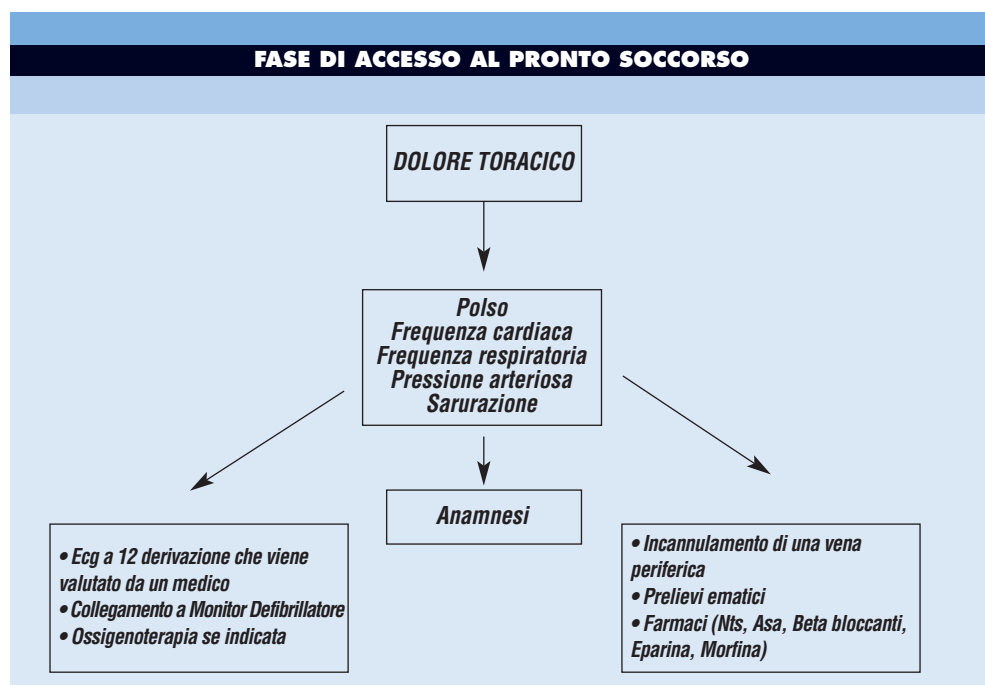 FASE DI ACCESSO AL PRONTO SOCCORSO
DOLORE TORACICO
Polso
Frequenza cardiaca
Frequenza respiratoria
Pressione arteriosa
Sarurazione
Anamnesi
• Ecg a 12 derivazione che viene
valutato da un medico
• Collegamento a Monitor Defibrillatore
• Ossigenoterapia se indicata
• Incannulamento di una vena
periferica
• Prelievi ematici
• Farmaci (Nts, Asa, Beta bloccanti,
Eparina, Morfina)